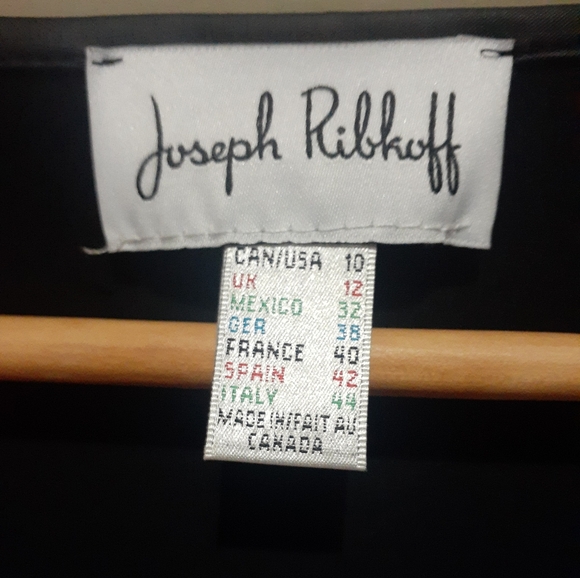 Joseph Ribkoff
CAN/USA 10
UK 12
MEXICO 32
GER 38
FRANCE 40
SPAIN 42
ITALY 44
MADE IN/FAIT AU
CANADA